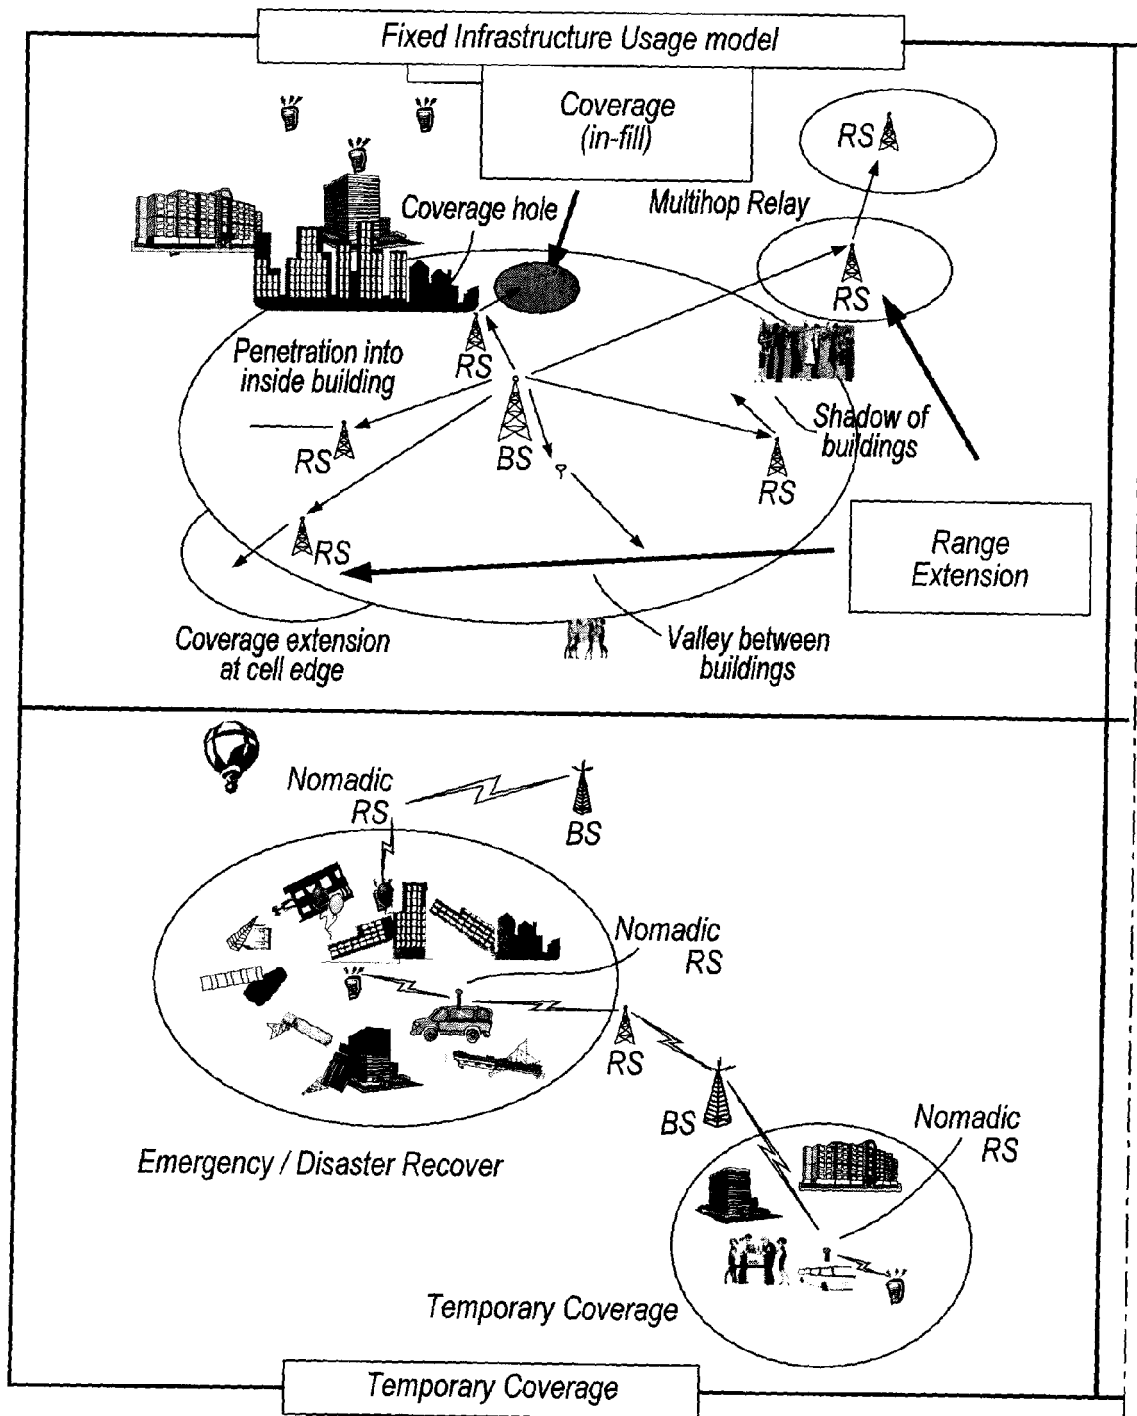 Fixed Infrastructure Usage model
Coverage
(in-fill)
RS
Coverage hole
Multihop Relay
RS
Penetration into
inside building
RS
Shadow of
buildings
RS
BS
RS
RS
Range
Extension
Coverage extension
at cell edge
Valley between
buildings
Nomadic
RS
BS
Nomadic
RS
RS
BS
Nomadic
RS
Emergency / Disaster Recover
Temporary Coverage
Temporary Coverage